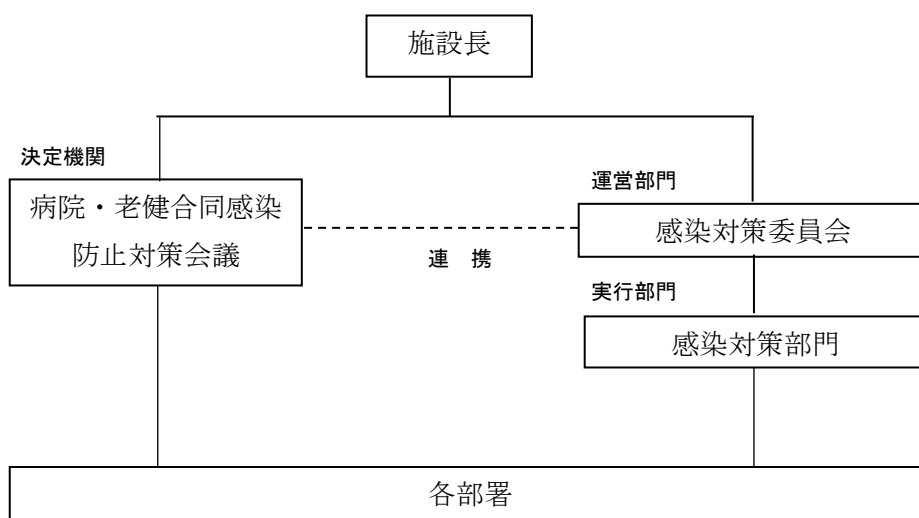 施設長
決定機関
病院・老健合同感染
防止対策会議
連　携
運営部門
感染対策委員会
実行部門
感染対策部門
各部署